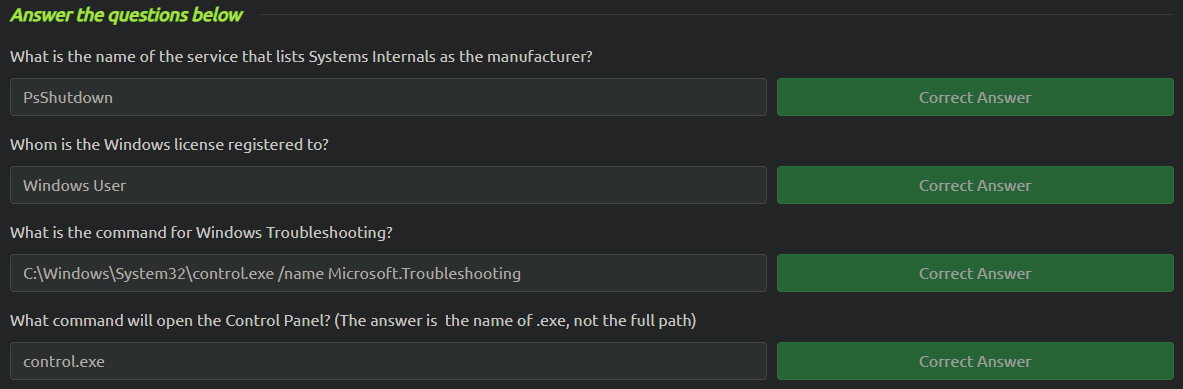 Answer the questions below
What is the name of the service that lists Systems Internals as the manufacturer?
PsShutdown
Correct Answer
Whom is the Windows license registered to?
Windows User
Correct Answer
What is the command for Windows Troubleshooting?
C:\Windows\System32\control.exe /name Microsoft.Troubleshooting
Correct Answer
What command will open the Control Panel? (The answer is  the name of .exe, not the full path)
control.exe
Correct Answer